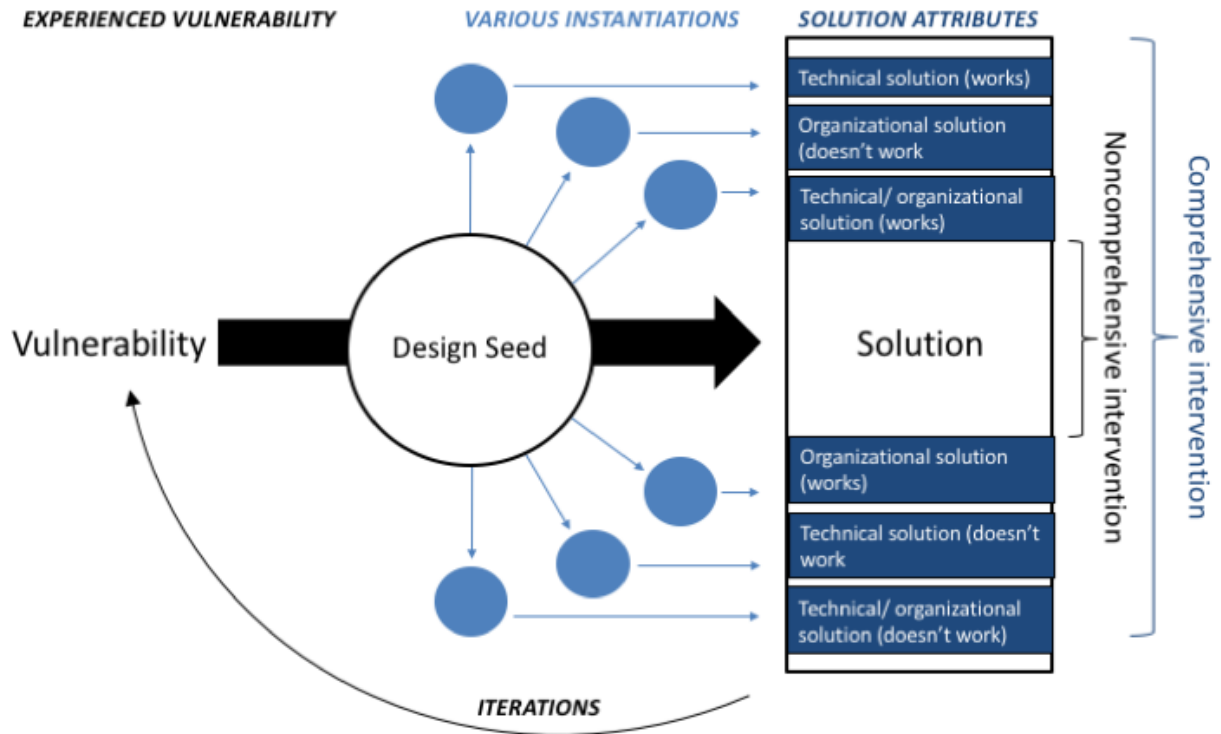 EXPERIENCED VULNERABILITY
VARIOUS INSTANTIATIONS
SOLUTION ATTRIBUTES
Technical solution (works)
Organizational solution
(doesn't work
Technical/ organizational
solution (works)
Vulnerability
Design Seed
Solution
Noncomprehensive intervention
Comprehensive intervention
Organizational solution
(works)
Technical solution (doesn't
work
Technical/ organizational
solution (doesn't work)
ITERATIONS